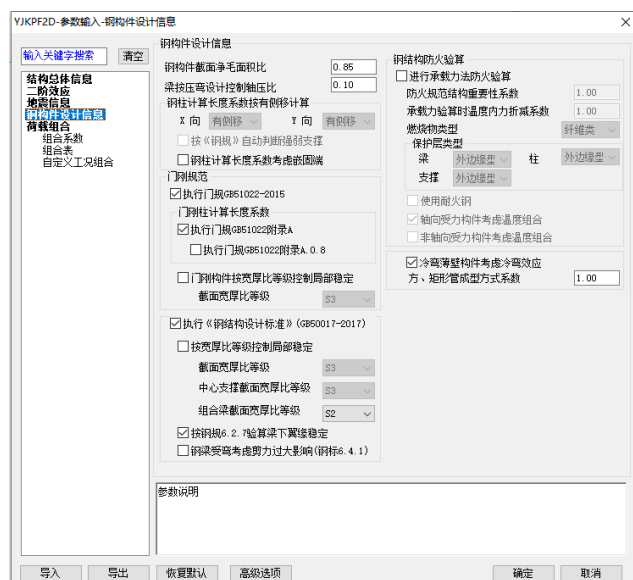 YJKPF2D-参数输入-钢构件设计信息
输入关键字搜索 清空
结构总体信息
二阶效应
地震信息
钢构件设计信息
荷载组合
组合系数
组合表
自定义工况组合
钢构件设计信息
钢构件截面净毛面积比 0.85
梁按压弯设计控制轴压比 0.10
钢柱计算长度系数按有侧移计算
X 向 有侧移 Y 向 有侧移
按《钢规》自动判断强弱支撑
钢柱计算长度系数考虑嵌固端
门刚规范
执行门规GB51022-2015
门刚柱计算长度系数
执行门规GB51022附录A
执行门规GB51022附录A.0.8
门刚构件按宽厚比等级控制局部稳定
截面宽厚比等级 S3
执行《钢结构设计标准》(GB50017-2017)
按宽厚比等级控制局部稳定
截面宽厚比等级 S3
中心支撑截面宽厚比等级 S3
组合梁截面宽厚比等级 S2
按钢规6.2.7验算梁下翼缘稳定
钢梁受弯考虑剪力过大影响(钢标6.4.1)
钢结构防火验算
进行承载力法防火验算
防火规范结构重要性系数 1.00
承载力验算时温度内力折减系数 1.00
燃烧物类型 纤维类
保护层类型
梁 外边缘型 柱 外边缘型
支撑 外边缘型
使用耐火钢
轴向受力构件考虑温度组合
非轴向受力构件考虑温度组合
冷弯薄壁构件考虑冷弯效应
方、矩形管成型方式系数 1.00
参数说明
导入 导出 恢复默认 高级选项 确定 取消